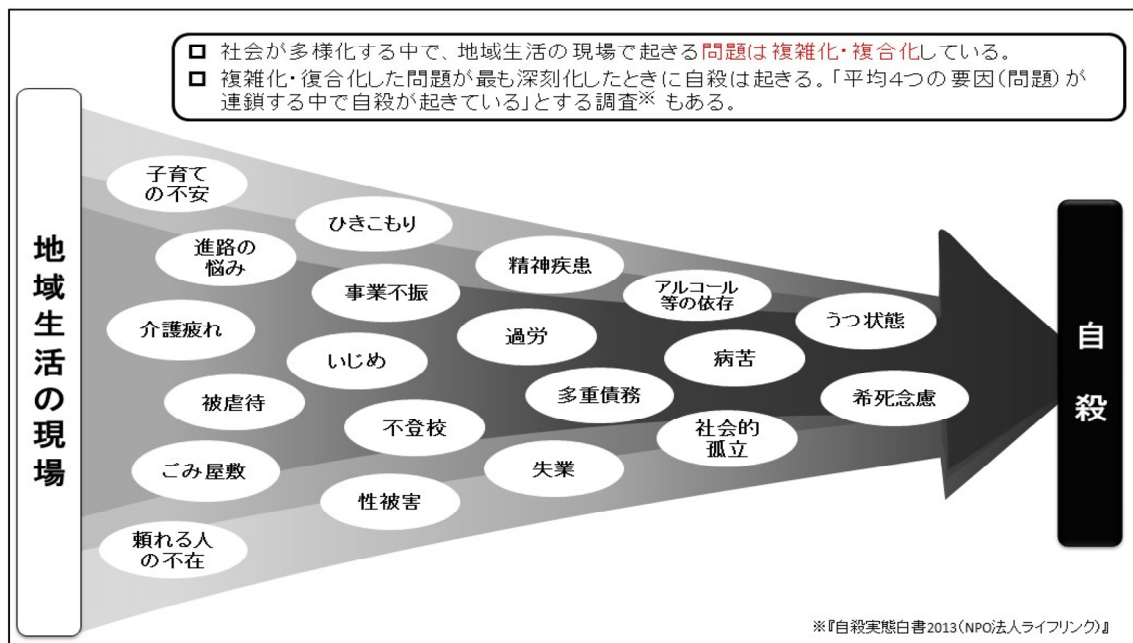 □ 社会が多様化する中で、地域生活の現場で起きる問題は複雑化・複合化している。
□ 複雑化・復合化した問題が最も深刻化したときに自殺は起きる。「平均4つの要因(問題)が
連鎖する中で自殺が起きている」とする調査※ もある。
地域生活の現場
子育て
の不安
進路の
悩み
介護疲れ
被虐待
ごみ屋敷
頼れる人
の不在
ひきこもり
事業不振
いじめ
不登校
性被害
精神疾患
過労
多重債務
失業
アルコール
等の依存
病苦
社会的
孤立
うつ状態
希死念慮
自殺
※『自殺実態白書2013(NPO法人ライフリンク)』